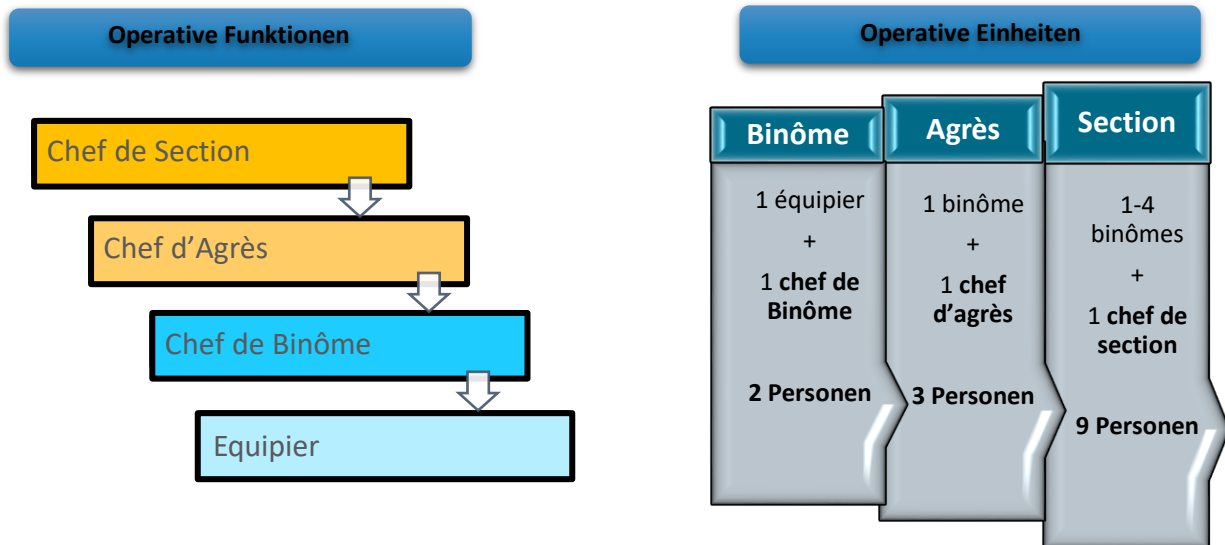 Operative Funktionen
Chef de Section
Chef d’Agrès
Chef de Binôme
Equipier
Operative Einheiten
Binôme
1 équipier
+
1 chef de
Binôme
2 Personen
Agrès
1 binôme
+
1 chef
d’agrès
3 Personen
Section
1-4
binômes
+
1 chef de
section
9 Personen